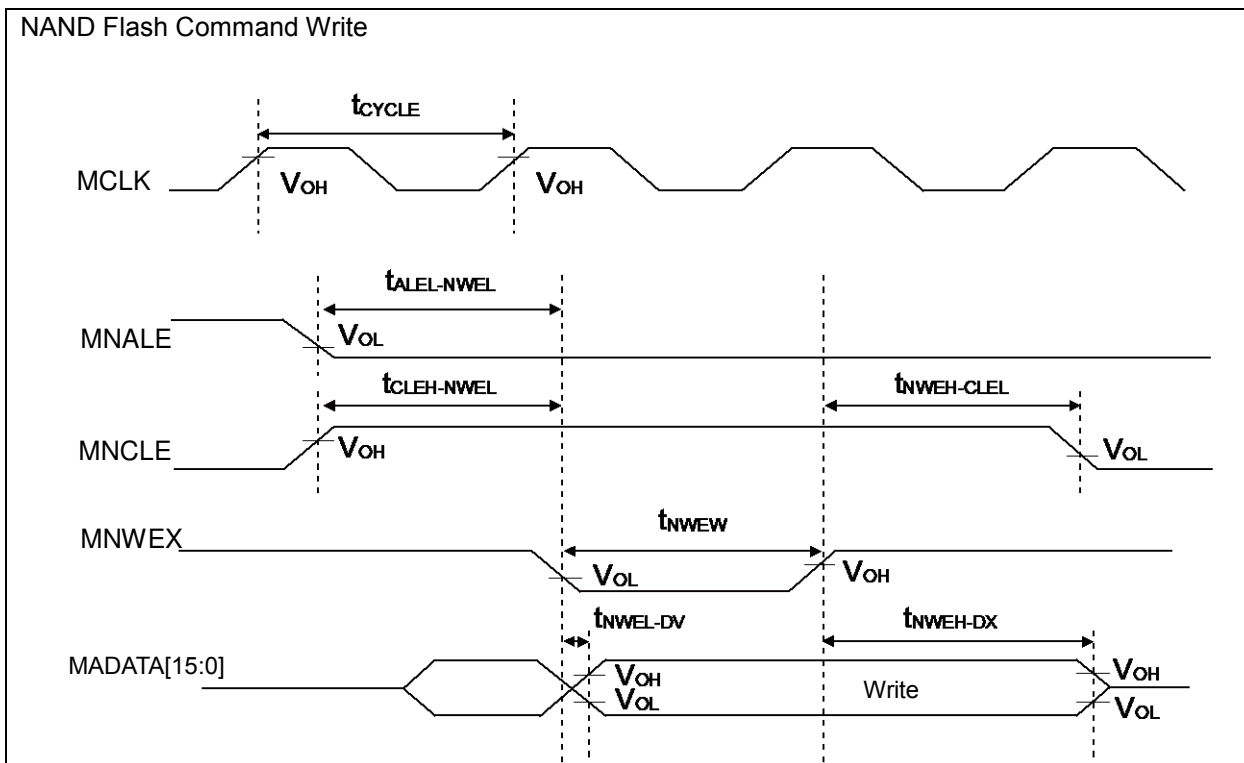 NAND Flash Command Write
tCYCLE
MCLK
VOH
VOH
tALEL-NWEL
MNALE
VOL
tCLEH-NWEL
tNWEH-CLEL
MNCLE
VOH
VOL
MNWEX
tNWEW
VOL
VOH
tNWEL-DV
tNWEH-DX
MADATA[15:0]
VOH
VOL
Write
VOH
VOL